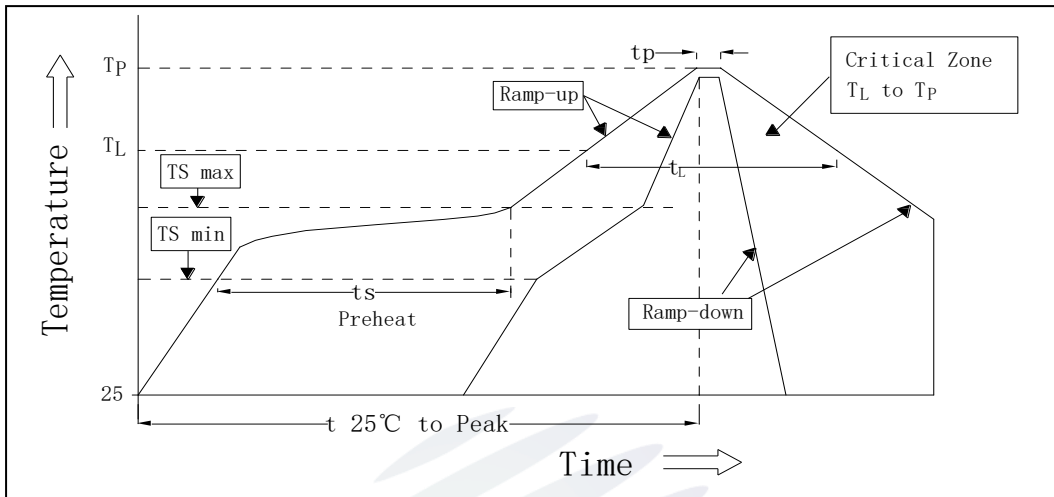 tp
TP
Critical Zone
TL to TP
Ramp-up
TL
tL
TS max
TS min
ts
Preheat
Ramp-down
25
t 25℃ to Peak
Temperature
Time